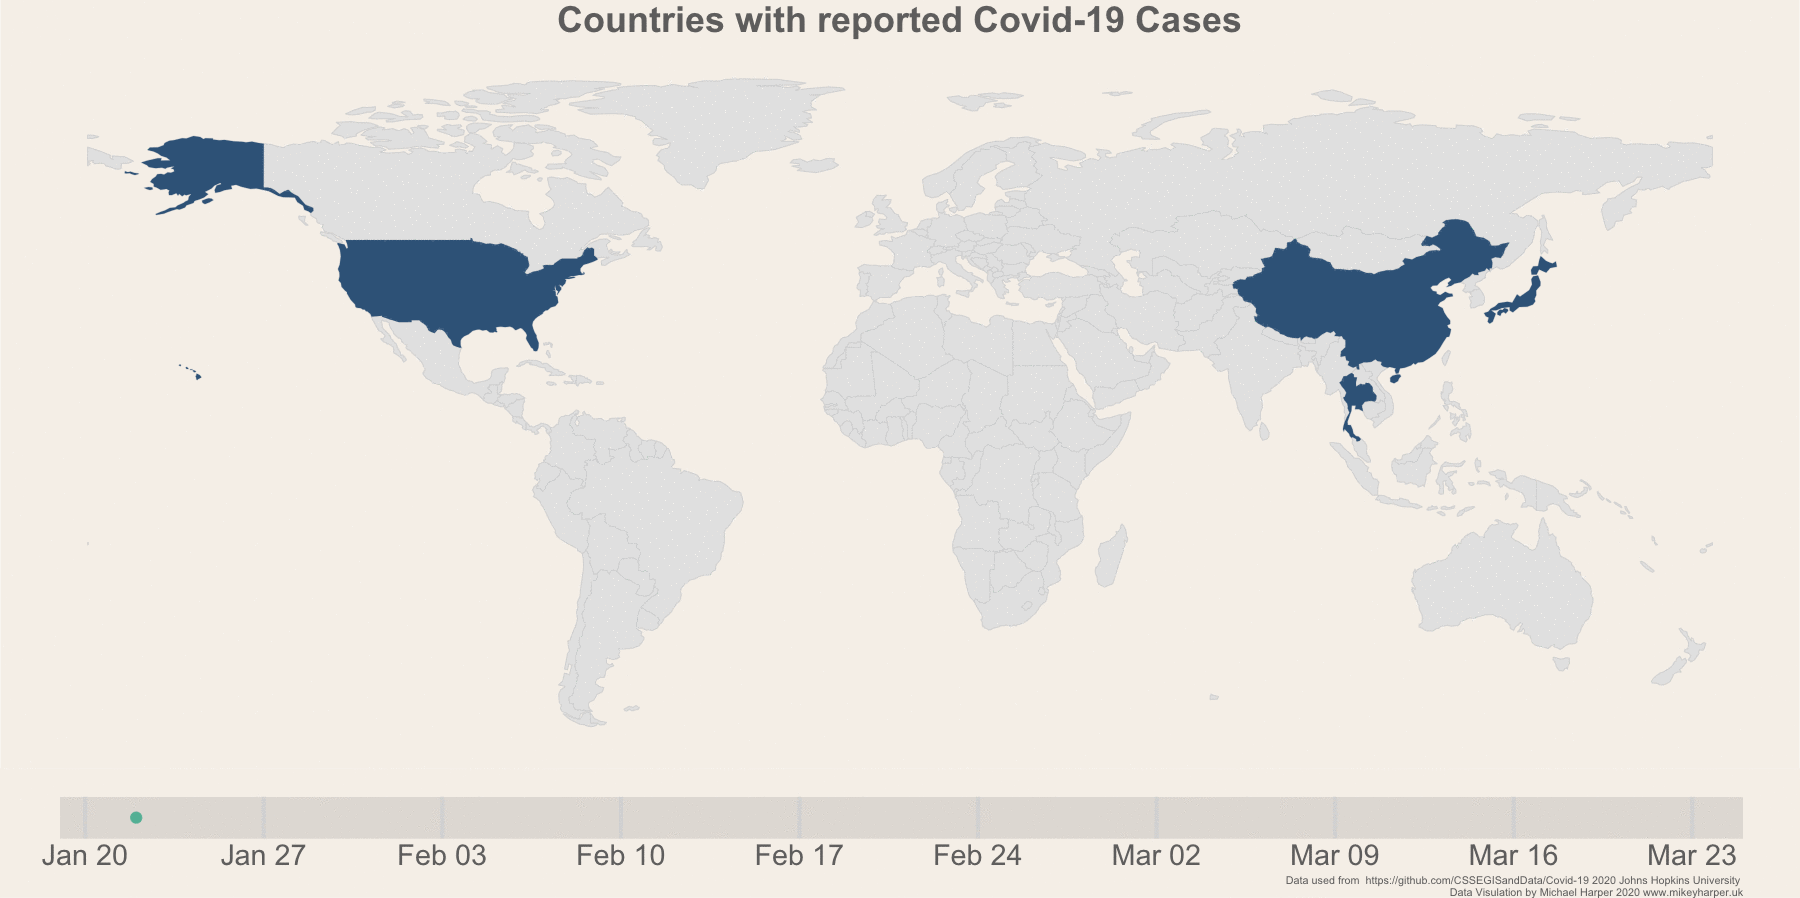 Countries with reported Covid-19 Cases
Jan 20 Jan 27 Feb 03 Feb 10 Feb 17 Feb 24 Mar 02 Mar 09 Mar 16 Mar 23
Data used from https://github.com/CSSEGISandData/Covid-19 2020 Johns Hopkins University
Data Visulation by Michael Harper 2020 www.mikeyharper.uk